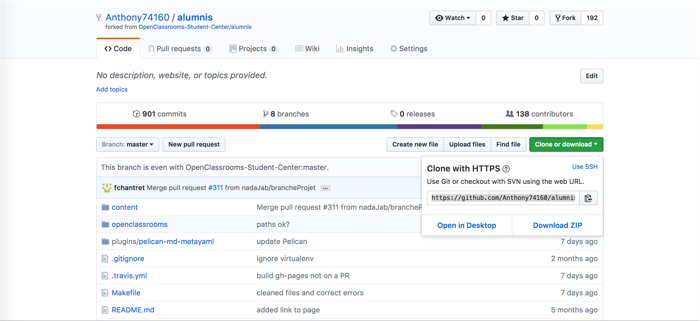 Anthony74160 / alumnis
forked from OpenClassrooms-Student-Center/alumnis
Watch 0 Star 0 Fork 192
Code Pull requests 0 Projects 0 Wiki Insights Settings
No description, website, or topics provided. Edit
Add topics
901 commits 8 branches 0 releases 138 contributors
Branch: master New pull request Create new file Upload files Find file Clone or download
This branch is even with OpenClassrooms-Student-Center:master.
fchantret Merge pull request #311 from nadaJab/brancheProjet ...
content Merge pull request #311 from nadaJab/brancheP
openclassrooms paths ok?
plugins/pelican-md-metayaml update Pelican 7 days ago
.gitignore ignore virtualenv 2 months ago
.travis.yml build gh-pages not on a PR 7 days ago
Makefile cleaned files and correct errors 7 days ago
README.md added link to page 5 months ago
Clone with HTTPS Use SSH
Use Git or checkout with SVN using the web URL.
https://github.com/Anthony74160/alumni
Open in Desktop Download ZIP